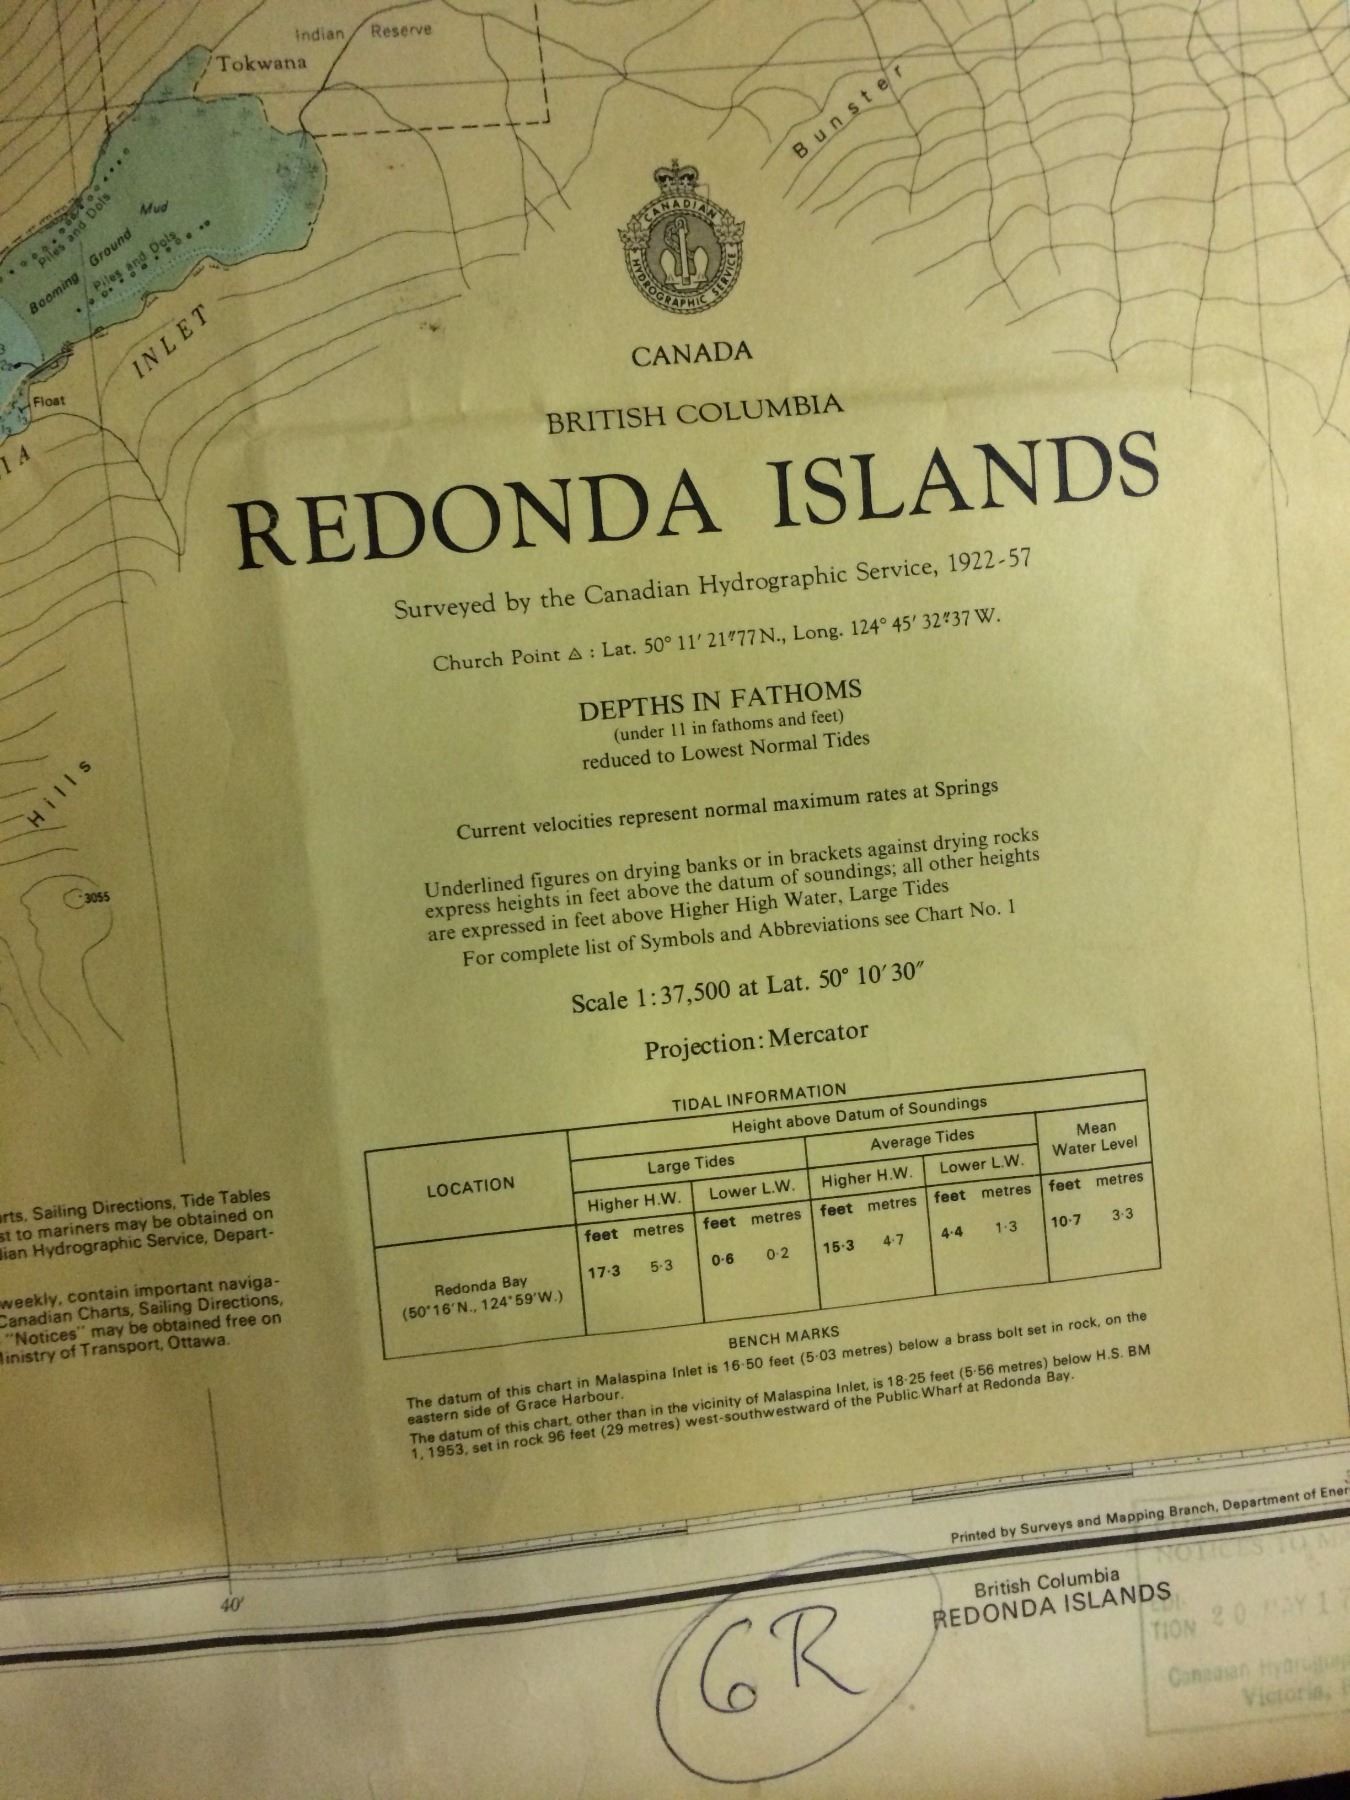 Indian Reserve
Tokwana
Bunster
Mud
Piles and Dols
Booming Ground
Piles and Dols
INLET
Float
IA
Hills
3055
CANADIAN
HYDROGRAPHIC SERVICE
CANADA
BRITISH COLUMBIA
REDONDA ISLANDS
Surveyed by the Canadian Hydrographic Service, 1922-57
Church Point △ : Lat. 50° 11′ 21″77 N., Long. 124° 45′ 32″37 W.
DEPTHS IN FATHOMS
(under 11 in fathoms and feet)
reduced to Lowest Normal Tides
Current velocities represent normal maximum rates at Springs
Underlined figures on drying banks or in brackets against drying rocks
express heights in feet above the datum of soundings; all other heights
are expressed in feet above Higher High Water, Large Tides
For complete list of Symbols and Abbreviations see Chart No. 1
Scale 1:37,500 at Lat. 50° 10′ 30″
Projection: Mercator
TIDAL INFORMATION
LOCATION
Height above Datum of Soundings
Large Tides
Average Tides
Mean
Water Level
Higher H.W.
Lower L.W.
Higher H.W.
Lower L.W.
feet metres feet metres feet metres feet metres feet metres
Redonda Bay
(50°16′N., 124°59′W.)
17·3 5·3 0·6 0·2 15·3 4·7 4·4 1·3 10·7 3·3
BENCH MARKS
The datum of this chart in Malaspina Inlet is 16·50 feet (5·03 metres) below a brass bolt set in rock, on the
eastern side of Grace Harbour.
The datum of this chart, other than in the vicinity of Malaspina Inlet, is 18·25 feet (5·56 metres) below H.S. BM
1, 1953, set in rock 96 feet (29 metres) west-southwestward of the Public Wharf at Redonda Bay.
rts, Sailing Directions, Tide Tables
st to mariners may be obtained on
ian Hydrographic Service, Depart-
weekly, contain important naviga-
Canadian Charts, Sailing Directions,
"Notices" may be obtained free on
linistry of Transport, Ottawa.
40′
Printed by Surveys and Mapping Branch, Department of Ener
British Columbia
REDONDA ISLANDS
6R
NOTICES TO M
TION 20 MAY 1
Canadian Hydrograp
Victoria,